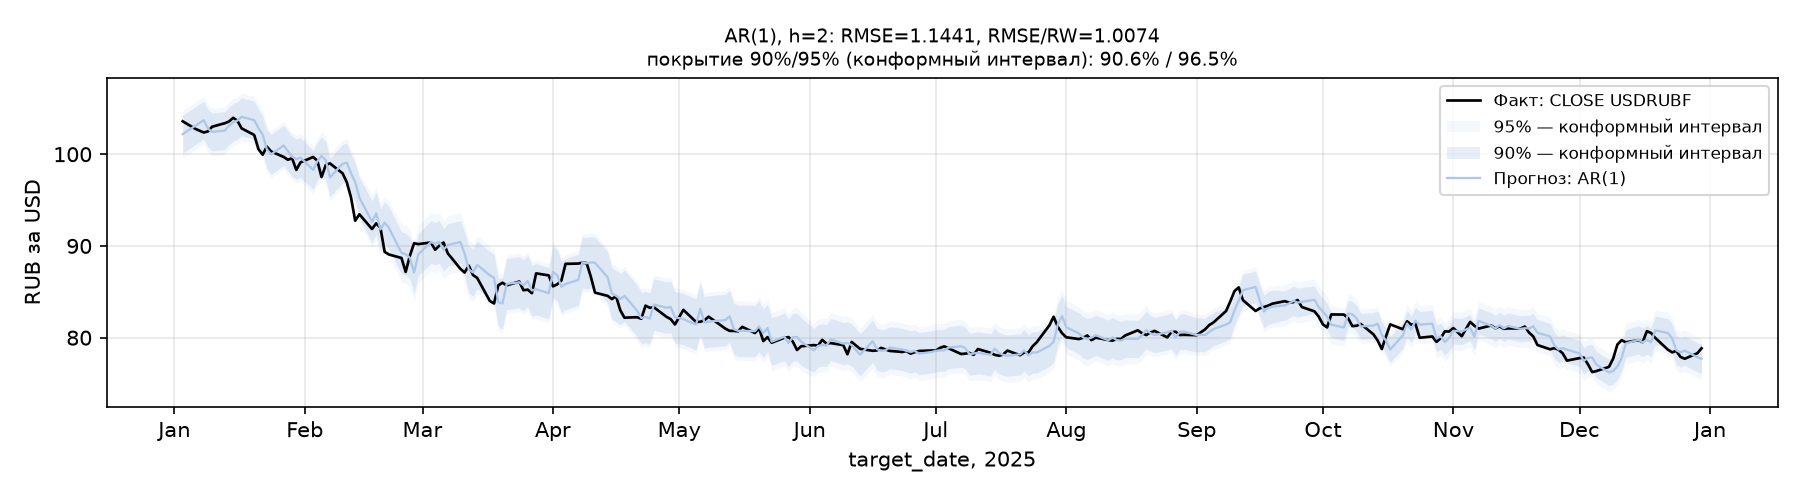 AR(1), h=2: RMSE=1.1441, RMSE/RW=1.0074
покрытие 90%/95% (конформный интервал): 90.6% / 96.5%
Факт: CLOSE USDRUBF
95% — конформный интервал
90% — конформный интервал
Прогноз: AR(1)
RUB за USD
100
90
80
Jan Feb Mar Apr May Jun Jul Aug Sep Oct Nov Dec Jan
target_date, 2025